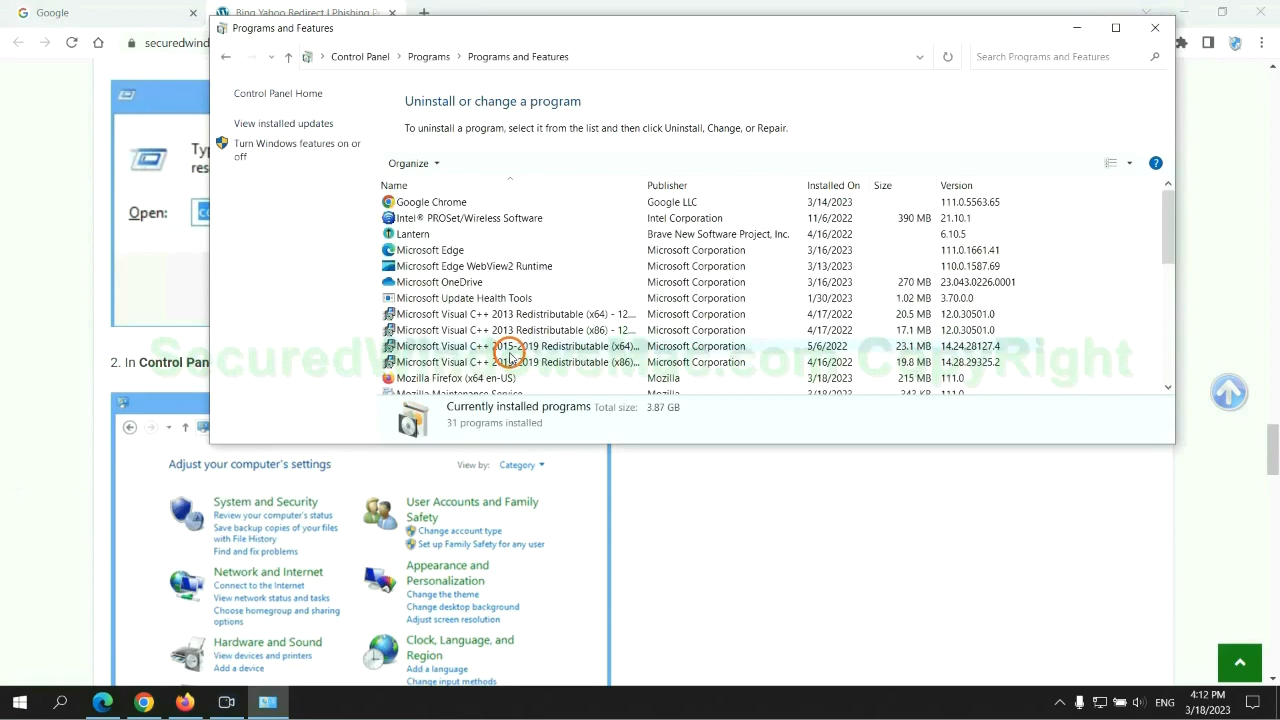 Google
Bing Yahoo Redirect | Phishing P
securedwind
Programs and Features
Control Panel
Programs
Programs and Features
Search Programs and Features
Control Panel Home
View installed updates
Turn Windows features on or
off
Uninstall or change a program
To uninstall a program, select it from the list and then click Uninstall, Change, or Repair.
Organize
Name Publisher Installed On Size Version
Google Chrome Google LLC 3/14/2023 111.0.5563.65
Intel® PROSet/Wireless Software Intel Corporation 11/6/2022 390 MB 21.10.1
Lantern Brave New Software Project, Inc. 4/16/2022 6.10.5
Microsoft Edge Microsoft Corporation 3/16/2023 111.0.1661.41
Microsoft Edge WebView2 Runtime Microsoft Corporation 3/13/2023 110.0.1587.69
Microsoft OneDrive Microsoft Corporation 3/16/2023 270 MB 23.043.0226.0001
Microsoft Update Health Tools Microsoft Corporation 1/30/2023 1.02 MB 3.70.0.0
Microsoft Visual C++ 2013 Redistributable (x64) - 12.... Microsoft Corporation 4/17/2022 20.5 MB 12.0.30501.0
Microsoft Visual C++ 2013 Redistributable (x86) - 12.... Microsoft Corporation 4/17/2022 17.1 MB 12.0.30501.0
Microsoft Visual C++ 2015-2019 Redistributable (x64)... Microsoft Corporation 5/6/2022 23.1 MB 14.24.28127.4
Microsoft Visual C++ 2015-2019 Redistributable (x86)... Microsoft Corporation 4/16/2022 19.8 MB 14.28.29325.2
Mozilla Firefox (x64 en-US) Mozilla 3/18/2023 215 MB 111.0
Mozilla Maintenance Service Mozilla 3/18/2023 343 KB 111.0
Currently installed programs Total size: 3.87 GB
31 programs installed
Ty
res
Open:
2. In Control Pan
Adjust your computer's settings
View by: Category
System and Security
Review your computer's status
Save backup copies of your files
with File History
Find and fix problems
Network and Internet
Connect to the Internet
View network status and tasks
Choose homegroup and sharing
options
Hardware and Sound
View devices and printers
Add a device
User Accounts and Family
Safety
Change account type
Set up Family Safety for any user
Appearance and
Personalization
Change the theme
Change desktop background
Adjust screen resolution
Clock, Language, and
Region
Add a language
Change input methods
ENG
4:12 PM
3/18/2023